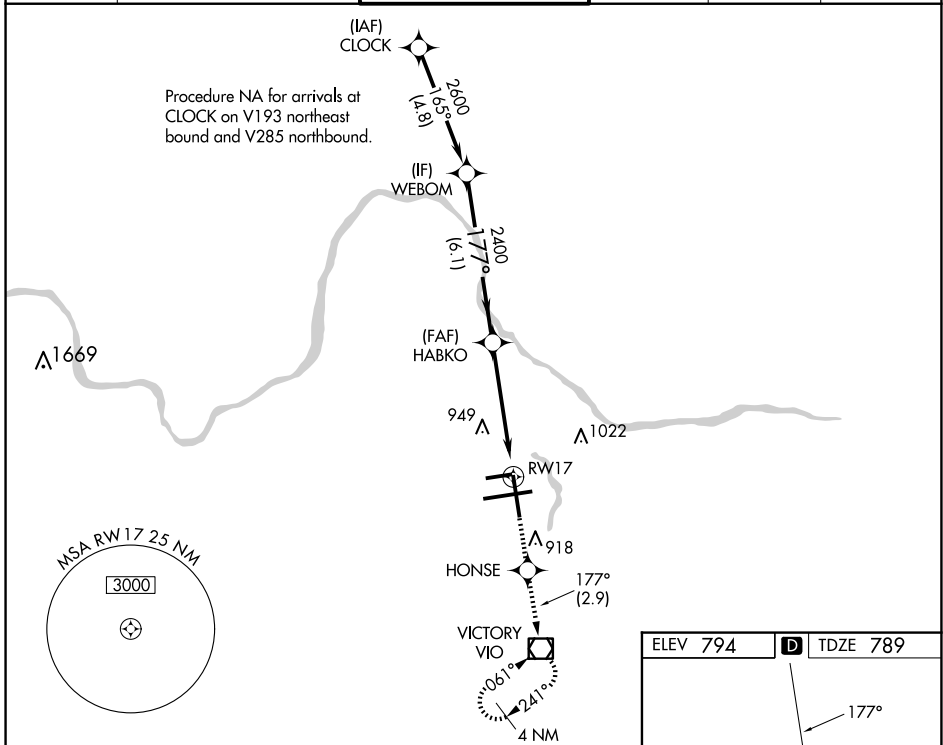 (IAF)
CLOCK
2600
165°
(4.8)
Procedure NA for arrivals at
CLOCK on V193 northeast
bound and V285 northbound.
(IF)
WEBOM
2400
177°
(6.1)
(FAF)
HABKO
1669
949
1022
RW17
MSA RW17 25 NM
3000
918
HONSE
177°
(2.9)
VICTORY
VIO
061°
241°
4 NM
ELEV 794 D TDZE 789
177°